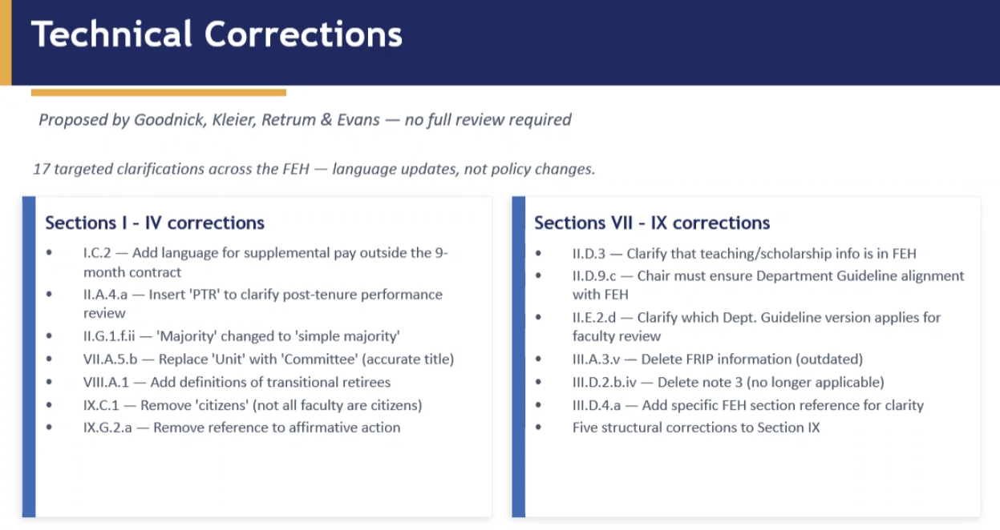 Technical Corrections
Proposed by Goodnick, Kleier, Retrum & Evans — no full review required
17 targeted clarifications across the FEH — language updates, not policy changes.
Sections I - IV corrections
• I.C.2 — Add language for supplemental pay outside the 9-
month contract
• II.A.4.a — Insert 'PTR' to clarify post-tenure performance
review
• II.G.1.f.ii — 'Majority' changed to 'simple majority'
• VII.A.5.b — Replace 'Unit' with 'Committee' (accurate title)
• VIII.A.1 — Add definitions of transitional retirees
• IX.C.1 — Remove 'citizens' (not all faculty are citizens)
• IX.G.2.a — Remove reference to affirmative action
Sections VII - IX corrections
• II.D.3 — Clarify that teaching/scholarship info is in FEH
• II.D.9.c — Chair must ensure Department Guideline alignment
with FEH
• II.E.2.d — Clarify which Dept. Guideline version applies for
faculty review
• III.A.3.v — Delete FRIP information (outdated)
• III.D.2.b.iv — Delete note 3 (no longer applicable)
• III.D.4.a — Add specific FEH section reference for clarity
• Five structural corrections to Section IX